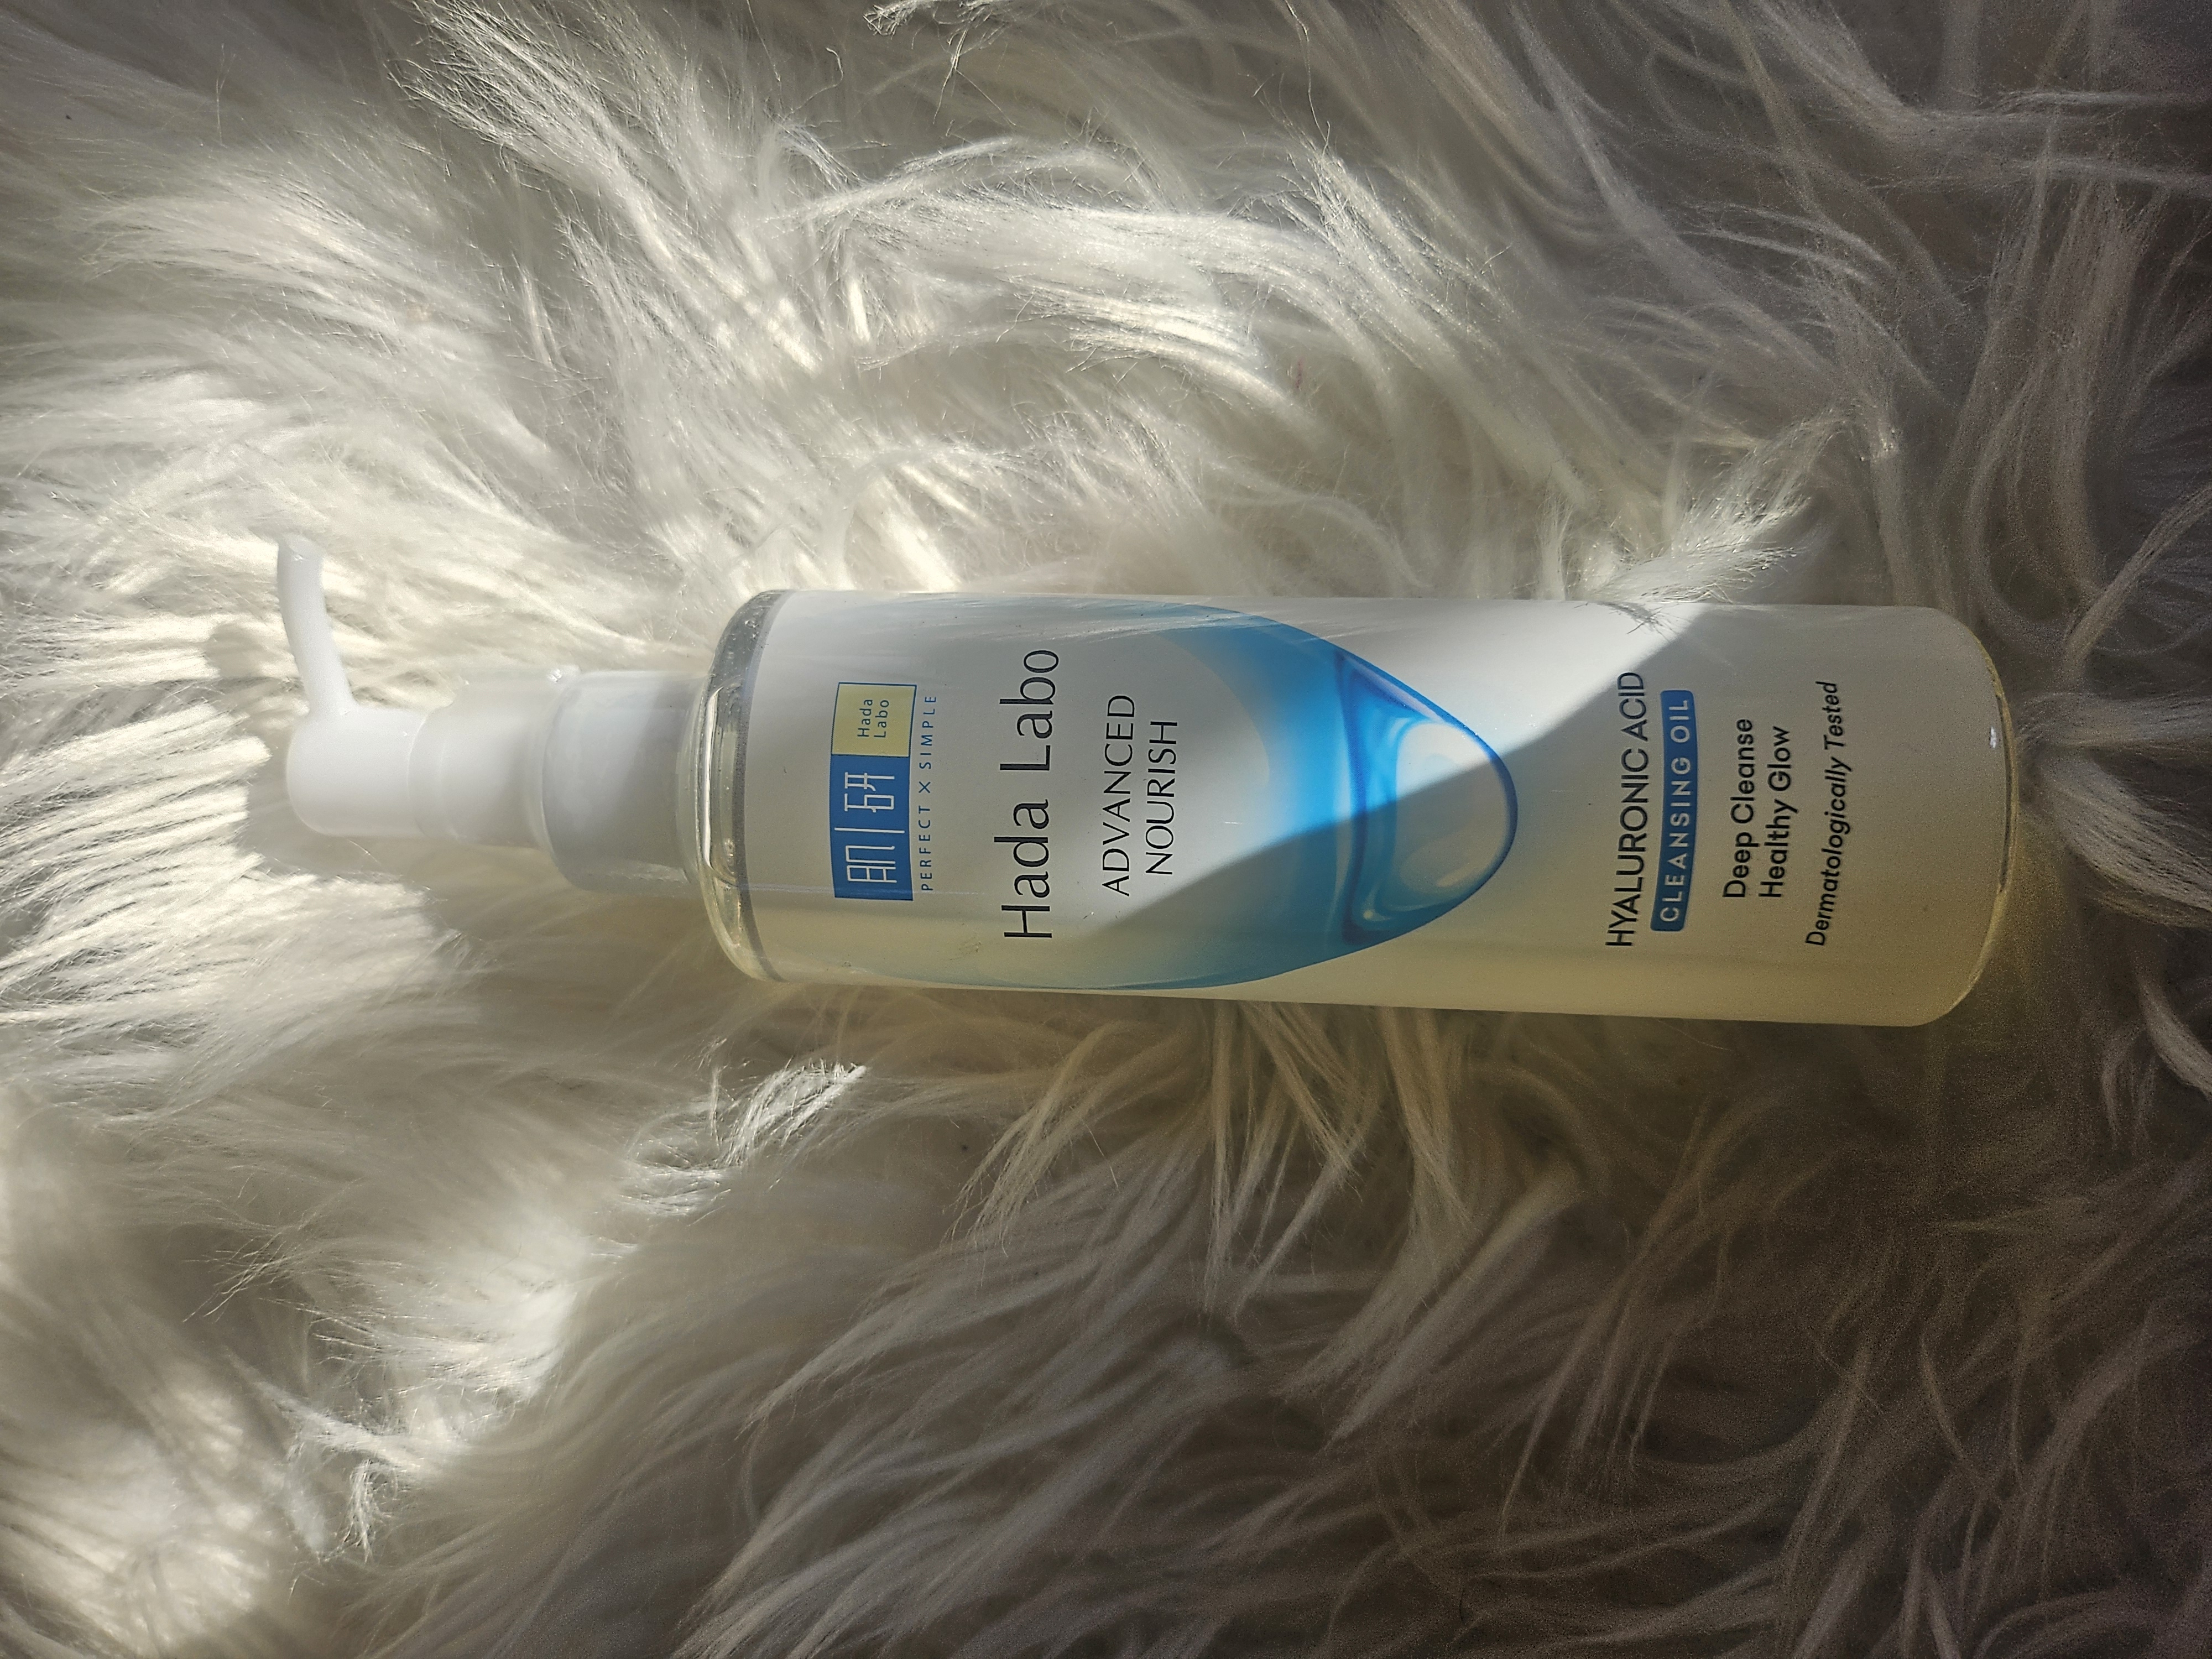 肌 研 Hada
Labo
PERFECT × SIMPLE
Hada Labo
ADVANCED
NOURISH
HYALURONIC ACID
CLEANSING OIL
Deep Cleanse
Healthy Glow
Dermatologically Tested